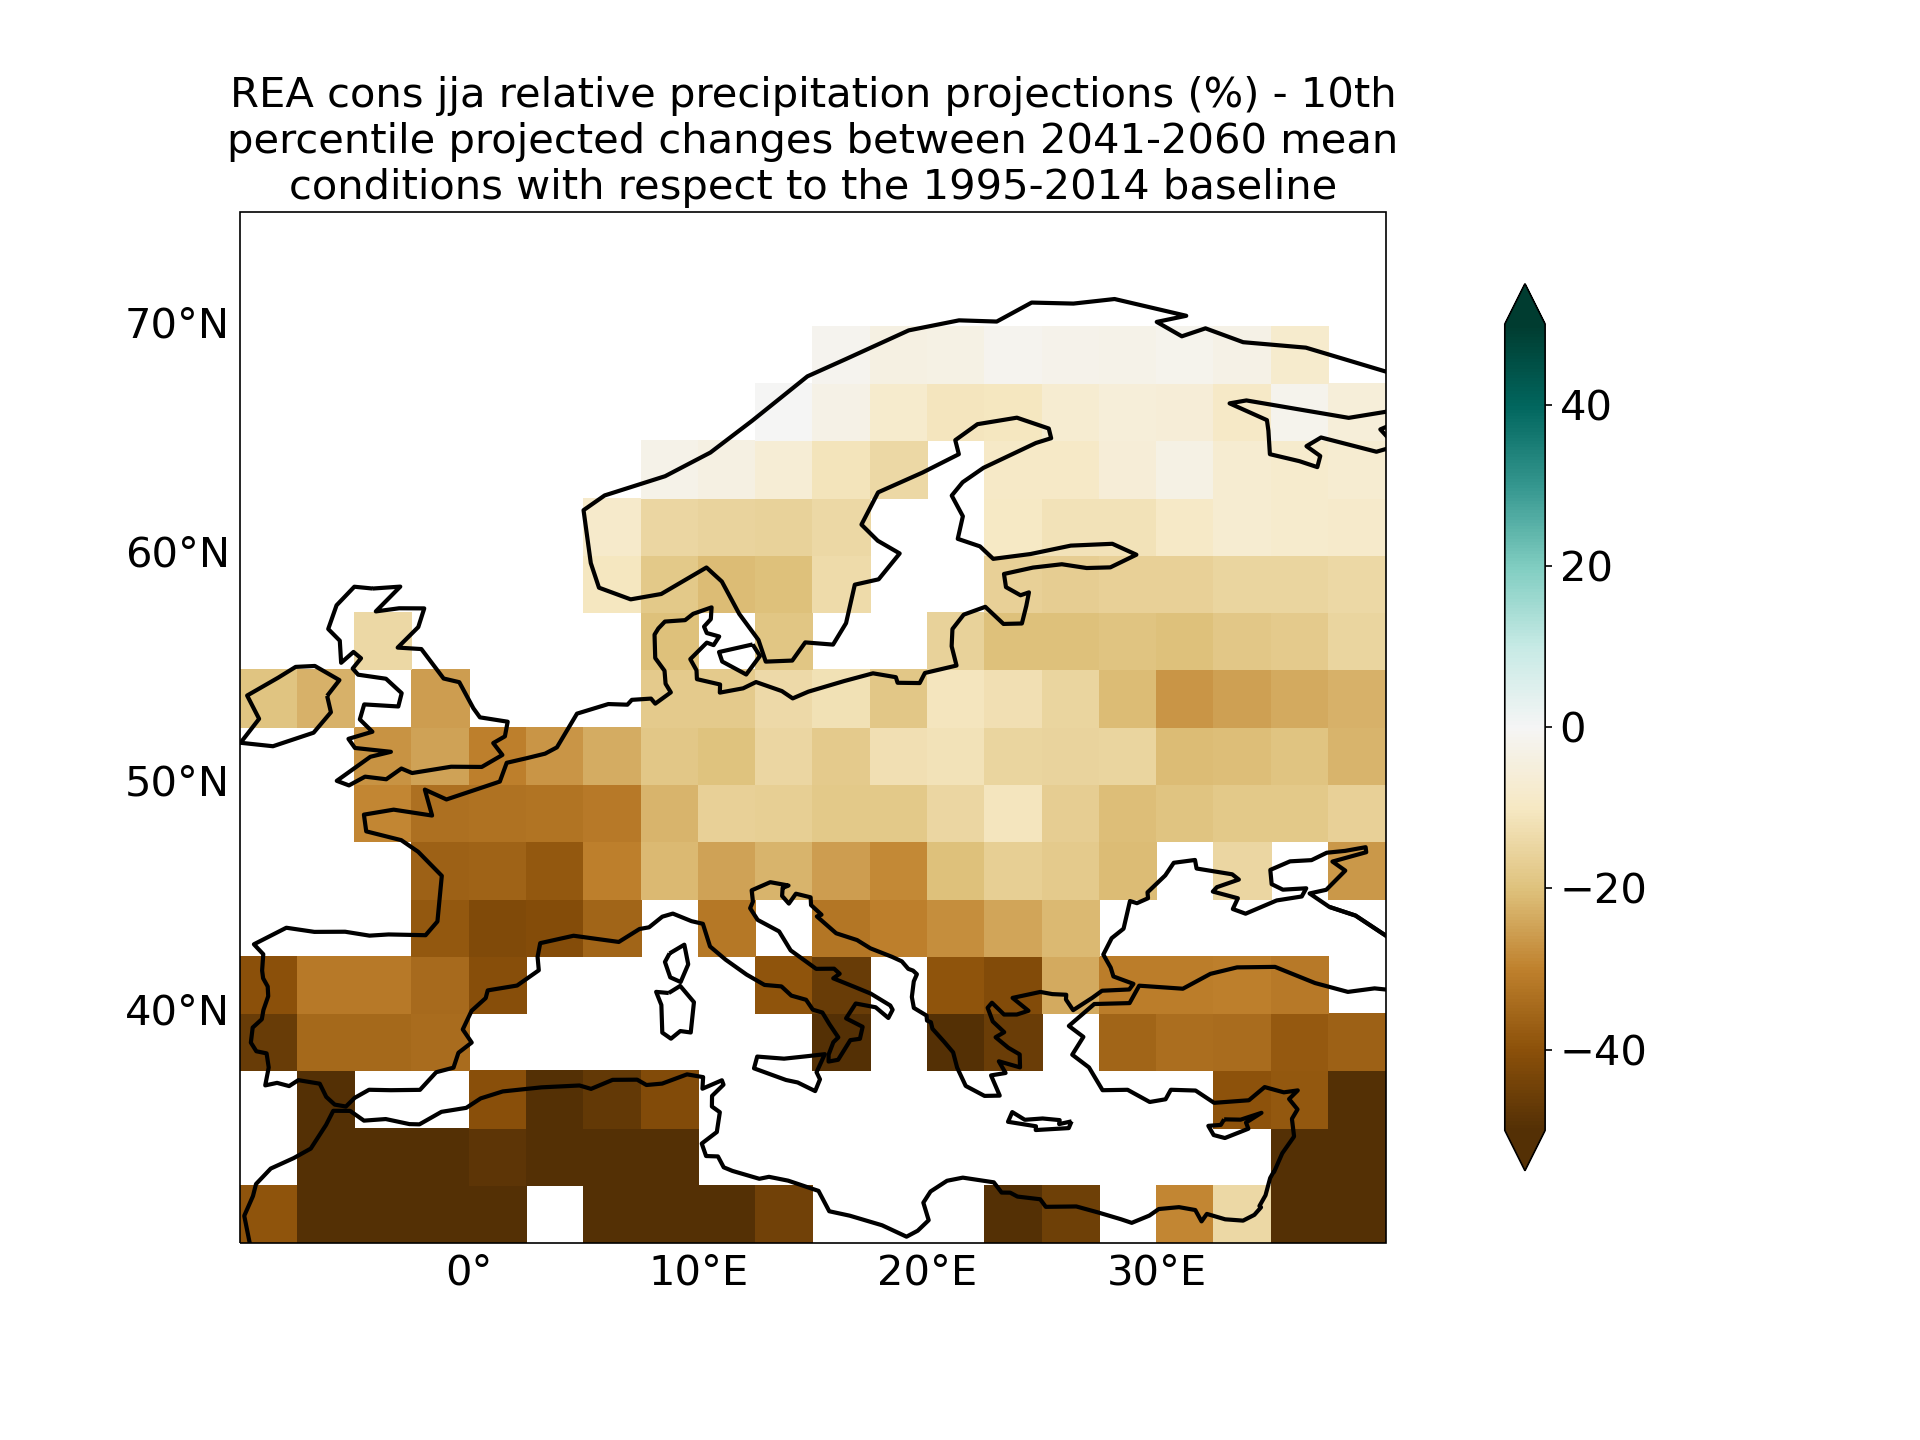 REA cons jja relative precipitation projections (%) - 10th
percentile projected changes between 2041-2060 mean
conditions with respect to the 1995-2014 baseline
70°N
60°N
50°N
40°N
0°
10°E
20°E
30°E
40
20
0
−20
−40